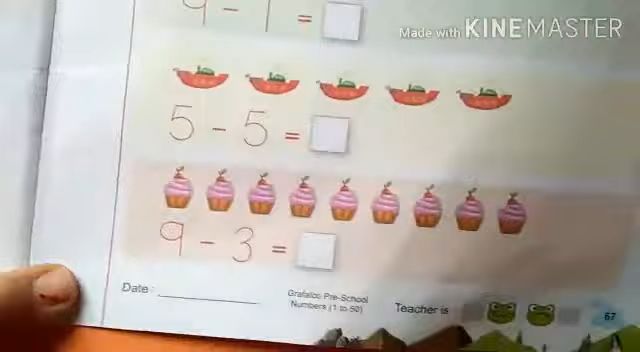 9 - 1 =
Made with KINEMASTER
5 - 5 =
9 - 3 =
Date :
Grafalco Pre-School
Numbers (1 to 50)
Teacher is
67